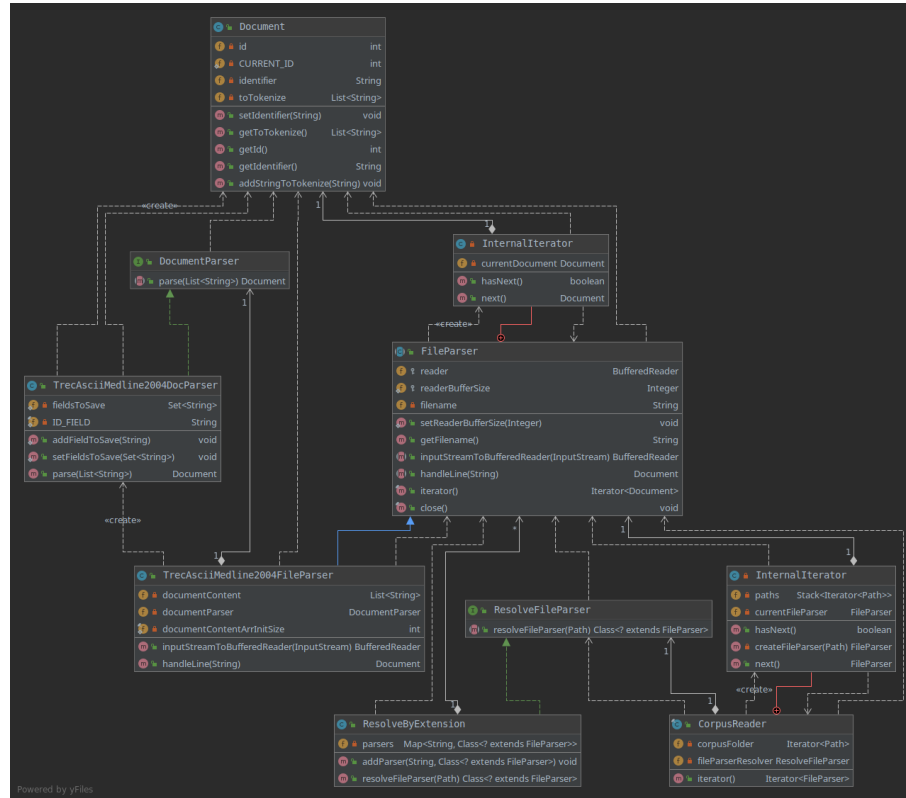 Document
id int
CURRENT_ID int
identifier String
toTokenize List<String>
setIdentifier(String) void
getToTokenize() List<String>
getId() int
getIdentifier() String
addStringToTokenize(String) void
«create»
1
1
InternalIterator
currentDocument Document
hasNext() boolean
next() Document
DocumentParser
parse(List<String>) Document
1
«create»
FileParser
reader BufferedReader
readerBufferSize Integer
filename String
setReaderBufferSize(Integer) void
getFilename() String
inputStreamToBufferedReader(InputStream) BufferedReader
handleLine(String) Document
iterator() Iterator<Document>
close() void
TrecAsciiMedline2004DocParser
fieldsToSave Set<String>
ID_FIELD String
addFieldToSave(String) void
setFieldsToSave(Set<String>) void
parse(List<String>) Document
«create»
1
*
1
1
TrecAsciiMedline2004FileParser
documentContent List<String>
documentParser DocumentParser
documentContentArrInitSize int
inputStreamToBufferedReader(InputStream) BufferedReader
handleLine(String) Document
InternalIterator
paths Stack<Iterator<Path>>
currentFileParser FileParser
hasNext() boolean
createFileParser(Path) FileParser
next() FileParser
ResolveFileParser
resolveFileParser(Path) Class<? extends FileParser>
1
«create»
1
1
ResolveByExtension
parsers Map<String, Class<? extends FileParser>>
addParser(String, Class<? extends FileParser>) void
resolveFileParser(Path) Class<? extends FileParser>
CorpusReader
corpusFolder Iterator<Path>
fileParserResolver ResolveFileParser
iterator() Iterator<FileParser>
Powered by yFiles